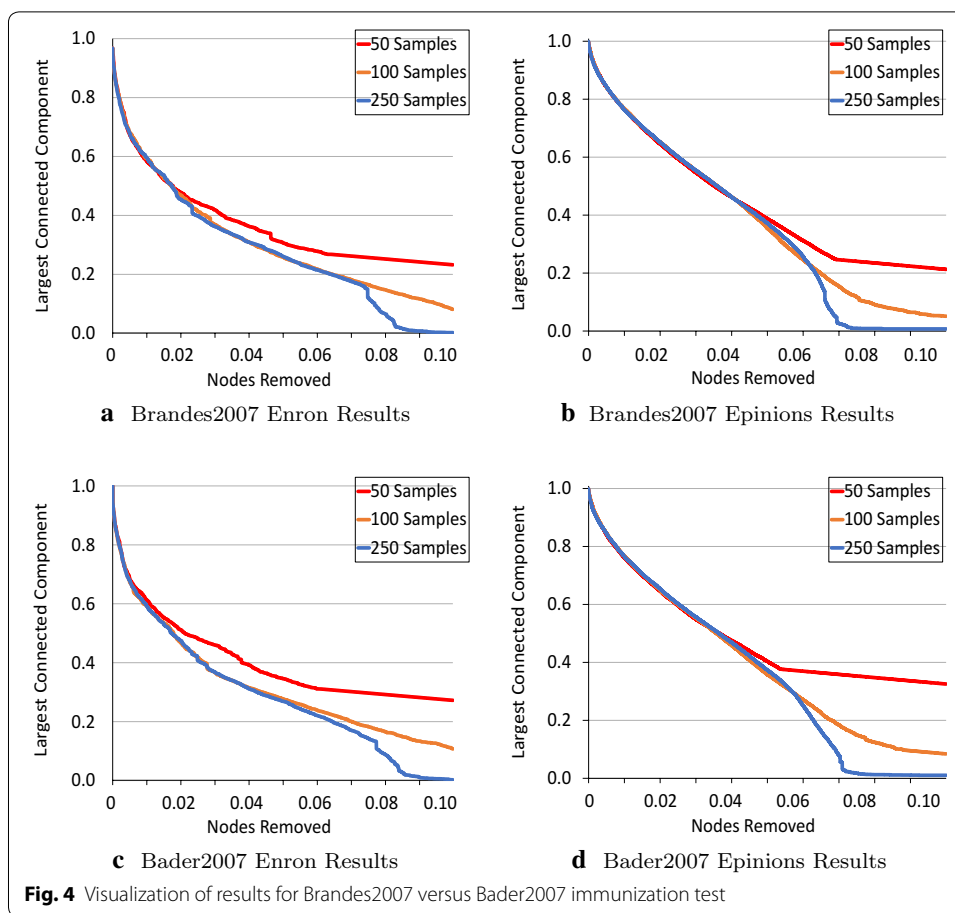 1.0
0.8
0.6
0.4
0.2
0.0
Largest Connected Component
50 Samples
100 Samples
250 Samples
0 0.02 0.04 0.06 0.08 0.10
Nodes Removed
a Brandes2007 Enron Results
1.0
0.8
0.6
0.4
0.2
0.0
Largest Connected Component
50 Samples
100 Samples
250 Samples
0 0.02 0.04 0.06 0.08 0.10
Nodes Removed
b Brandes2007 Epinions Results
1.0
0.8
0.6
0.4
0.2
0.0
Largest Connected Component
50 Samples
100 Samples
250 Samples
0 0.02 0.04 0.06 0.08 0.10
Nodes Removed
c Bader2007 Enron Results
1.0
0.8
0.6
0.4
0.2
0.0
Largest Connected Component
50 Samples
100 Samples
250 Samples
0 0.02 0.04 0.06 0.08 0.10
Nodes Removed
d Bader2007 Epinions Results
Fig. 4 Visualization of results for Brandes2007 versus Bader2007 immunization test